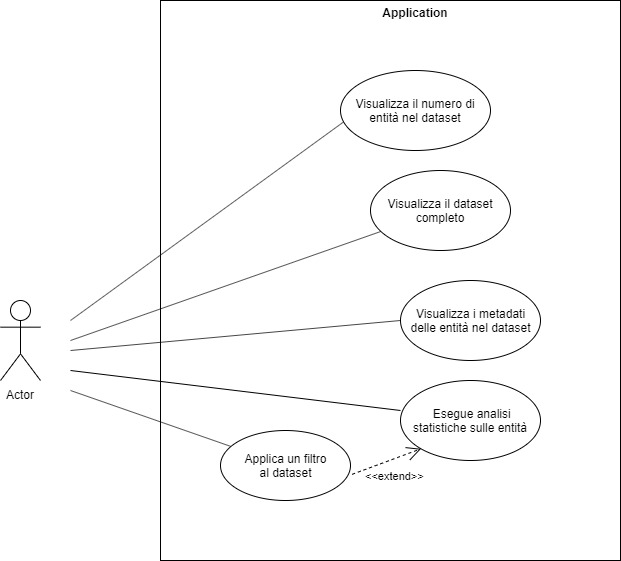 Application
Visualizza il numero di
entità nel dataset
Visualizza il dataset
completo
Visualizza i metadati
delle entità nel dataset
Actor
Esegue analisi
statistiche sulle entità
Applica un filtro
al dataset
<<extend>>